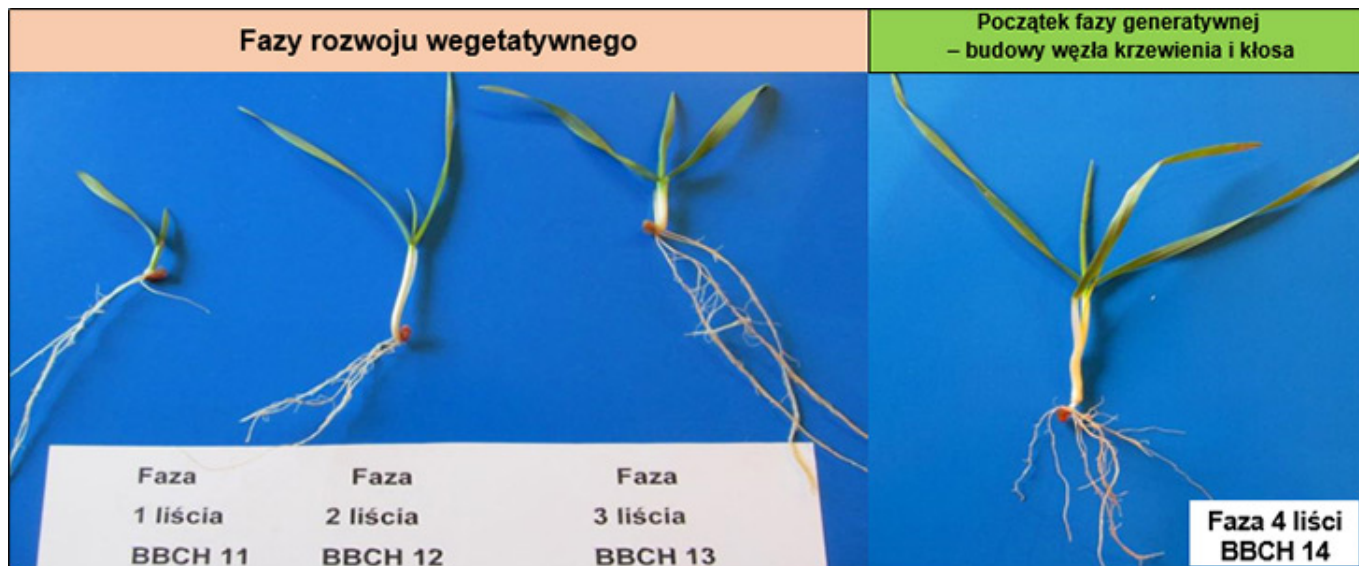 Fazy rozwoju wegetatywnego
Początek fazy generatywnej
– budowy węzła krzewienia i kłosa
Faza Faza Faza
1 liścia 2 liścia 3 liścia
BBCH 11 BBCH 12 BBCH 13
Faza 4 liści
BBCH 14